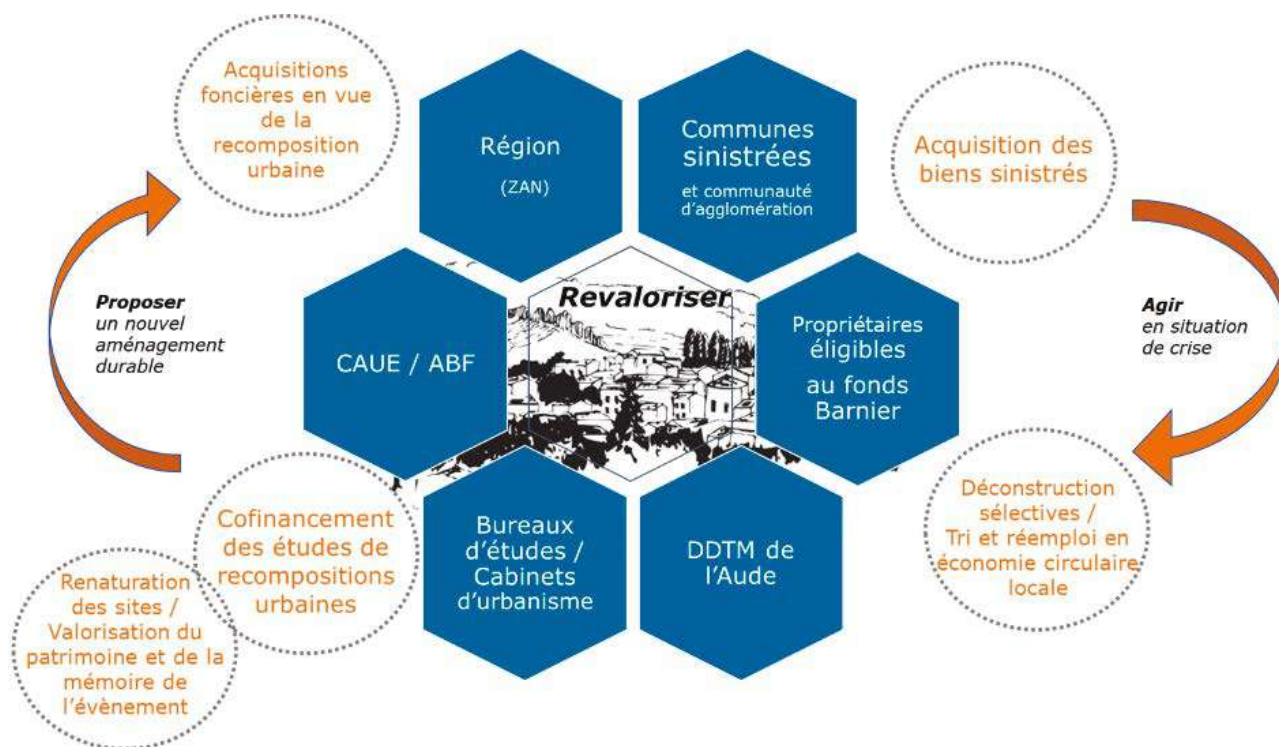 Acquisitions
foncières en vue
de la
recomposition
urbaine
Région
(ZAN)
Communes
sinistrées
et communauté
d'agglomération
Acquisition des
biens sinistrés
Proposer
un nouvel
aménagement
durable
CAUE / ABF
Revaloriser
Propriétaires
éligibles
au fonds
Barnier
Agir
en situation
de crise
Cofinancement
des études de
recompositions
urbaines
Renaturation
des sites /
Valorisation du
patrimoine et de la
mémoire de
l'évènement
Bureaux
d'études /
Cabinets
d'urbanisme
DDTM de
l'Aude
Déconstruction
sélectives /
Tri et réemploi en
économie circulaire
locale